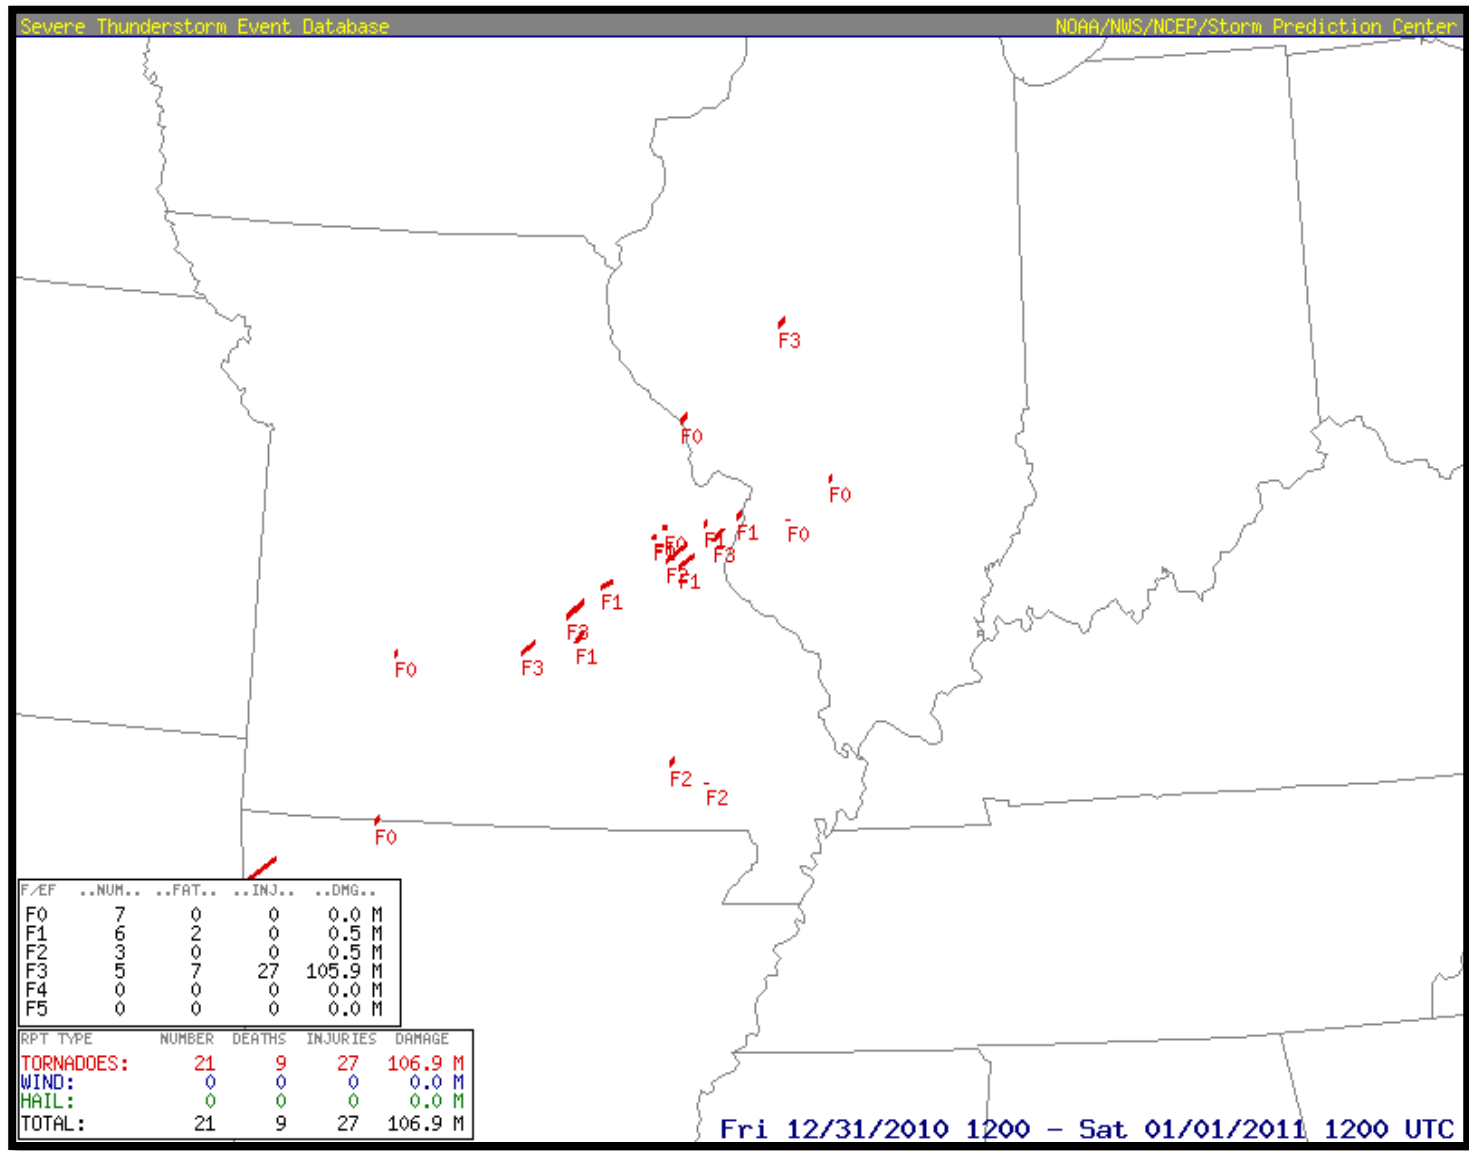 Severe Thunderstorm Event Database NOAA/NWS/NCEP/Storm Prediction Center
F3
F0
F0
F1
F0
F1
F3
F0
F1
F1
F3
F1
F3
F0
F2
F2
F0
F/EF ..NUM.. ..FAT.. ..INJ.. ..DMG..
F0 7 0 0 0.0 M
F1 6 2 0 0.5 M
F2 3 0 0 0.5 M
F3 5 7 27 105.9 M
F4 0 0 0 0.0 M
F5 0 0 0 0.0 M
RPT TYPE NUMBER DEATHS INJURIES DAMAGE
TORNADOES: 21 9 27 106.9 M
WIND: 0 0 0 0.0 M
HAIL: 0 0 0 0.0 M
TOTAL: 21 9 27 106.9 M
Fri 12/31/2010 1200 – Sat 01/01/2011 1200 UTC